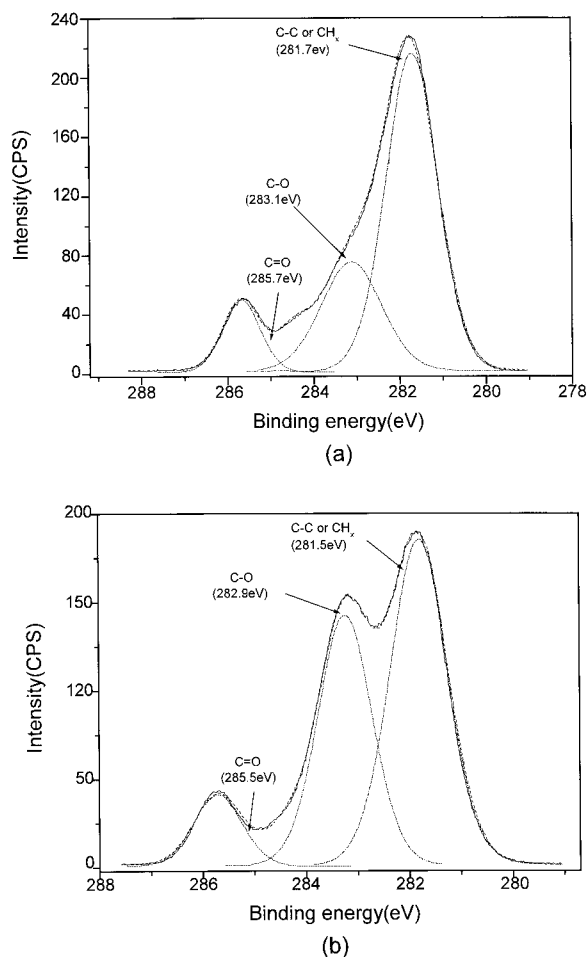 240
200
160
120
80
40
0
Intensity(CPS)
C-C or CHx
(281.7ev)
C-O
(283.1eV)
C=O
(285.7eV)
288
286
284
282
280
278
Binding energy(eV)
(a)
200
150
120
50
0
Intensity(CPS)
C-C or CHx
(281.5eV)
C-O
(282.9eV)
C=O
(285.5eV)
288
286
284
282
280
Binding energy(eV)
(b)